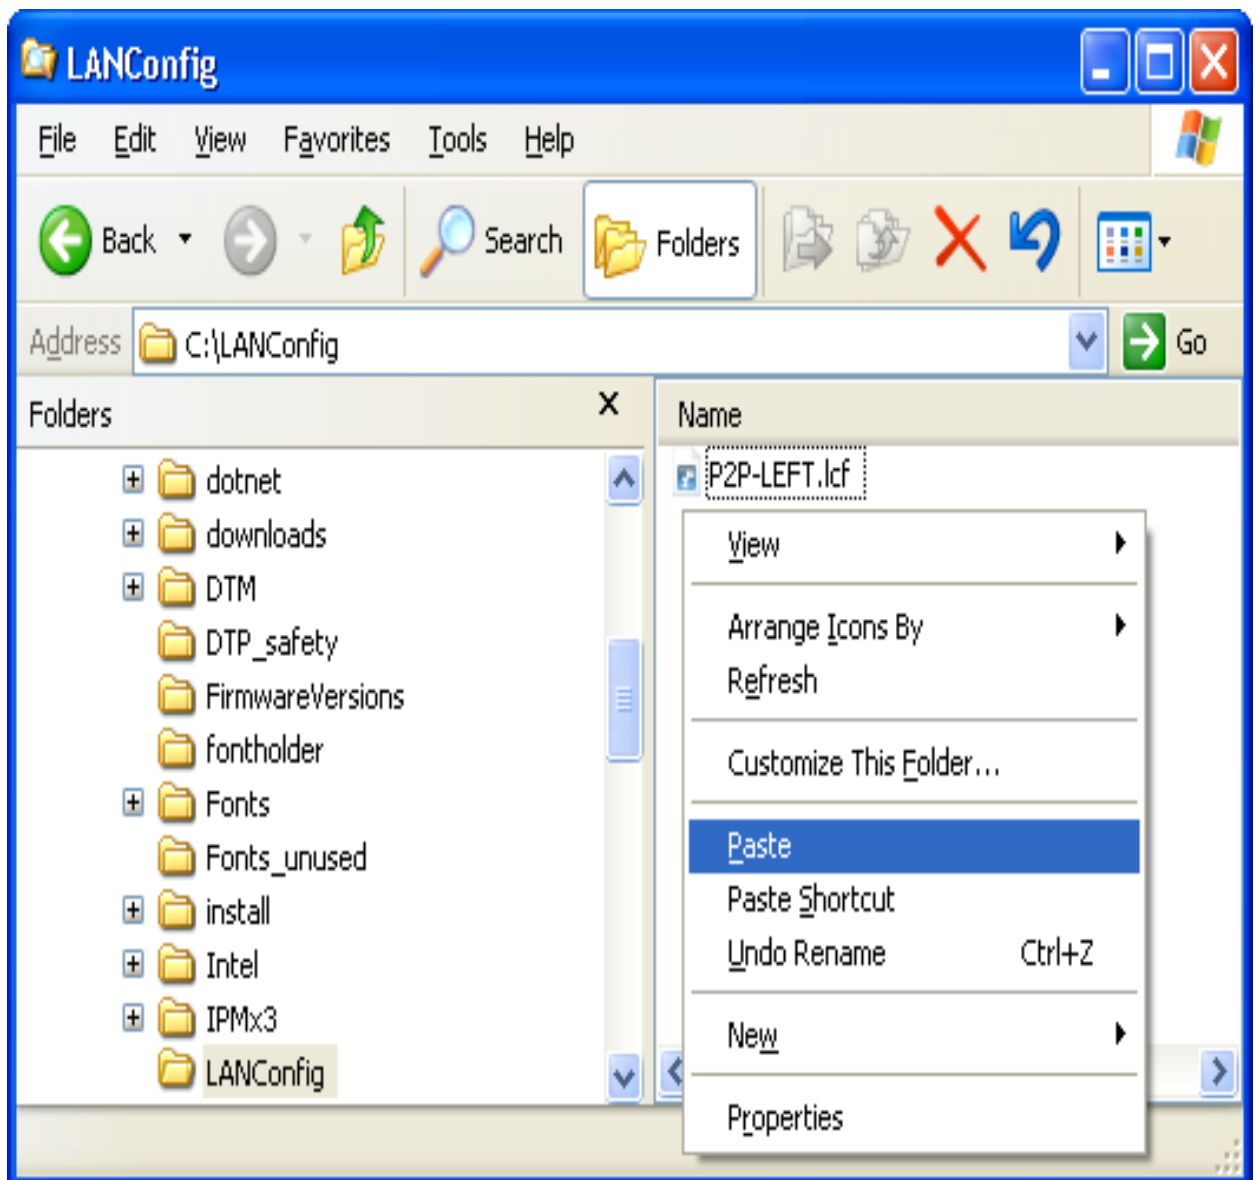 LANConfig
File Edit View Favorites Tools Help
Back Search Folders
Address C:\LANConfig Go
Folders x
Name
dotnet
downloads
DTM
DTP_safety
FirmwareVersions
fontholder
Fonts
Fonts_unused
install
Intel
IPMx3
LANConfig
P2P-LEFT.lcf
View
Arrange Icons By
Refresh
Customize This Folder...
Paste
Paste Shortcut
Undo Rename Ctrl+Z
New
Properties